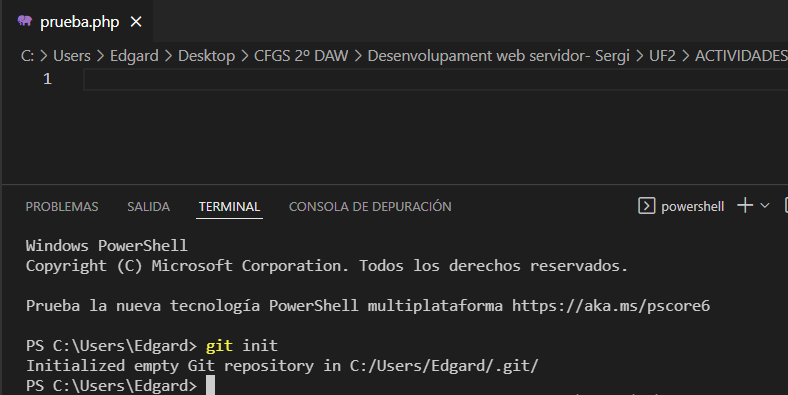 prueba.php
C: > Users > Edgard > Desktop > CFGS 2º DAW > Desenvolupament web servidor- Sergi > UF2 > ACTIVIDADES
1
PROBLEMAS SALIDA TERMINAL CONSOLA DE DEPURACIÓN powershell
Windows PowerShell
Copyright (C) Microsoft Corporation. Todos los derechos reservados.
Prueba la nueva tecnología PowerShell multiplataforma https://aka.ms/pscore6
PS C:\Users\Edgard> git init
Initialized empty Git repository in C:/Users/Edgard/.git/
PS C:\Users\Edgard>